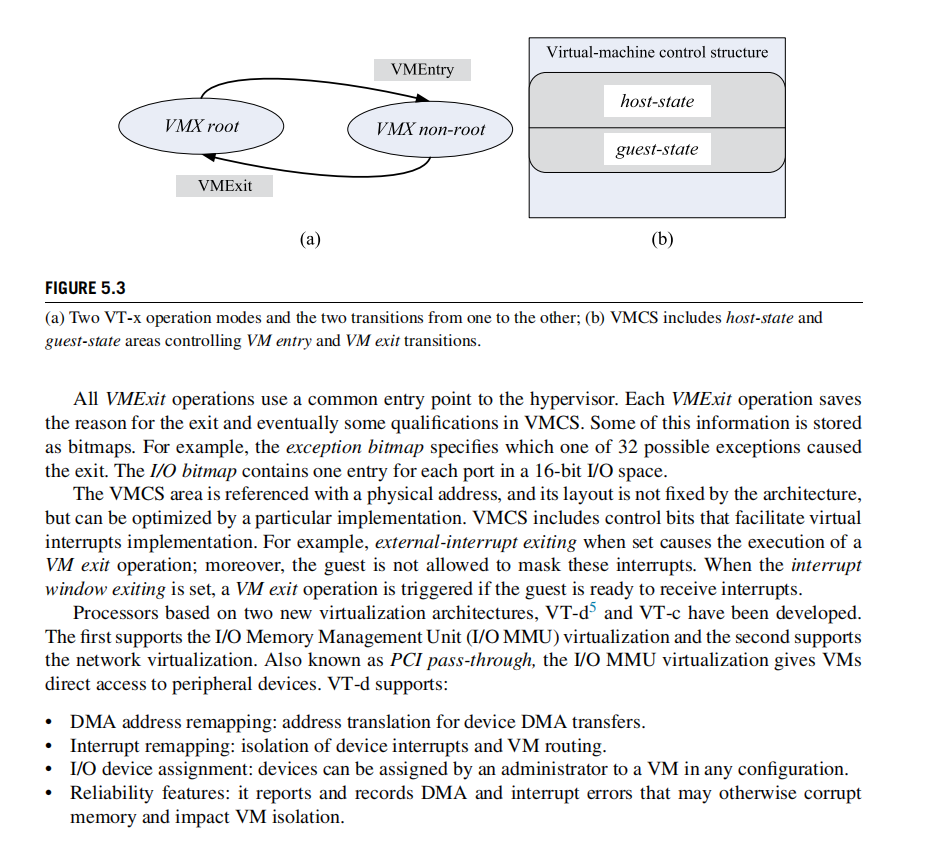 VMEntry
Virtual-machine control structure
host-state
VMX root
VMX non-root
guest-state
VMExit
(a)
(b)
FIGURE 5.3
(a) Two VT-x operation modes and the two transitions from one to the other; (b) VMCS includes host-state and
guest-state areas controlling VM entry and VM exit transitions.
All VMExit operations use a common entry point to the hypervisor. Each VMExit operation saves
the reason for the exit and eventually some qualifications in VMCS. Some of this information is stored
as bitmaps. For example, the exception bitmap specifies which one of 32 possible exceptions caused
the exit. The I/O bitmap contains one entry for each port in a 16-bit I/O space.
The VMCS area is referenced with a physical address, and its layout is not fixed by the architecture,
but can be optimized by a particular implementation. VMCS includes control bits that facilitate virtual
interrupts implementation. For example, external-interrupt exiting when set causes the execution of a
VM exit operation; moreover, the guest is not allowed to mask these interrupts. When the interrupt
window exiting is set, a VM exit operation is triggered if the guest is ready to receive interrupts.
Processors based on two new virtualization architectures, VT-d5 and VT-c have been developed.
The first supports the I/O Memory Management Unit (I/O MMU) virtualization and the second supports
the network virtualization. Also known as PCI pass-through, the I/O MMU virtualization gives VMs
direct access to peripheral devices. VT-d supports:
• DMA address remapping: address translation for device DMA transfers.
• Interrupt remapping: isolation of device interrupts and VM routing.
• I/O device assignment: devices can be assigned by an administrator to a VM in any configuration.
• Reliability features: it reports and records DMA and interrupt errors that may otherwise corrupt
memory and impact VM isolation.